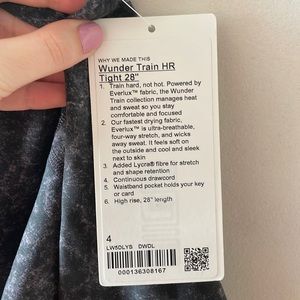 WHY WE MADE THIS
Wunder Train HR
Tight 28"
1. Train hard, not hot. Powered by
Everlux™ fabric, the Wunder
Train collection manages heat
and sweat so you stay
comfortable and focused
2. Our fastest drying fabric,
Everlux™ is ultra-breathable,
four-way stretch, and wicks
away sweat. It feels soft on
the outside and cool and sleek
next to skin
3. Added Lycra® fibre for stretch
and shape retention
4. Continuous drawcord
5. Waistband pocket holds your key
or card
6. High rise, 28" length
4
LW5DLYS DWDL
000136308167